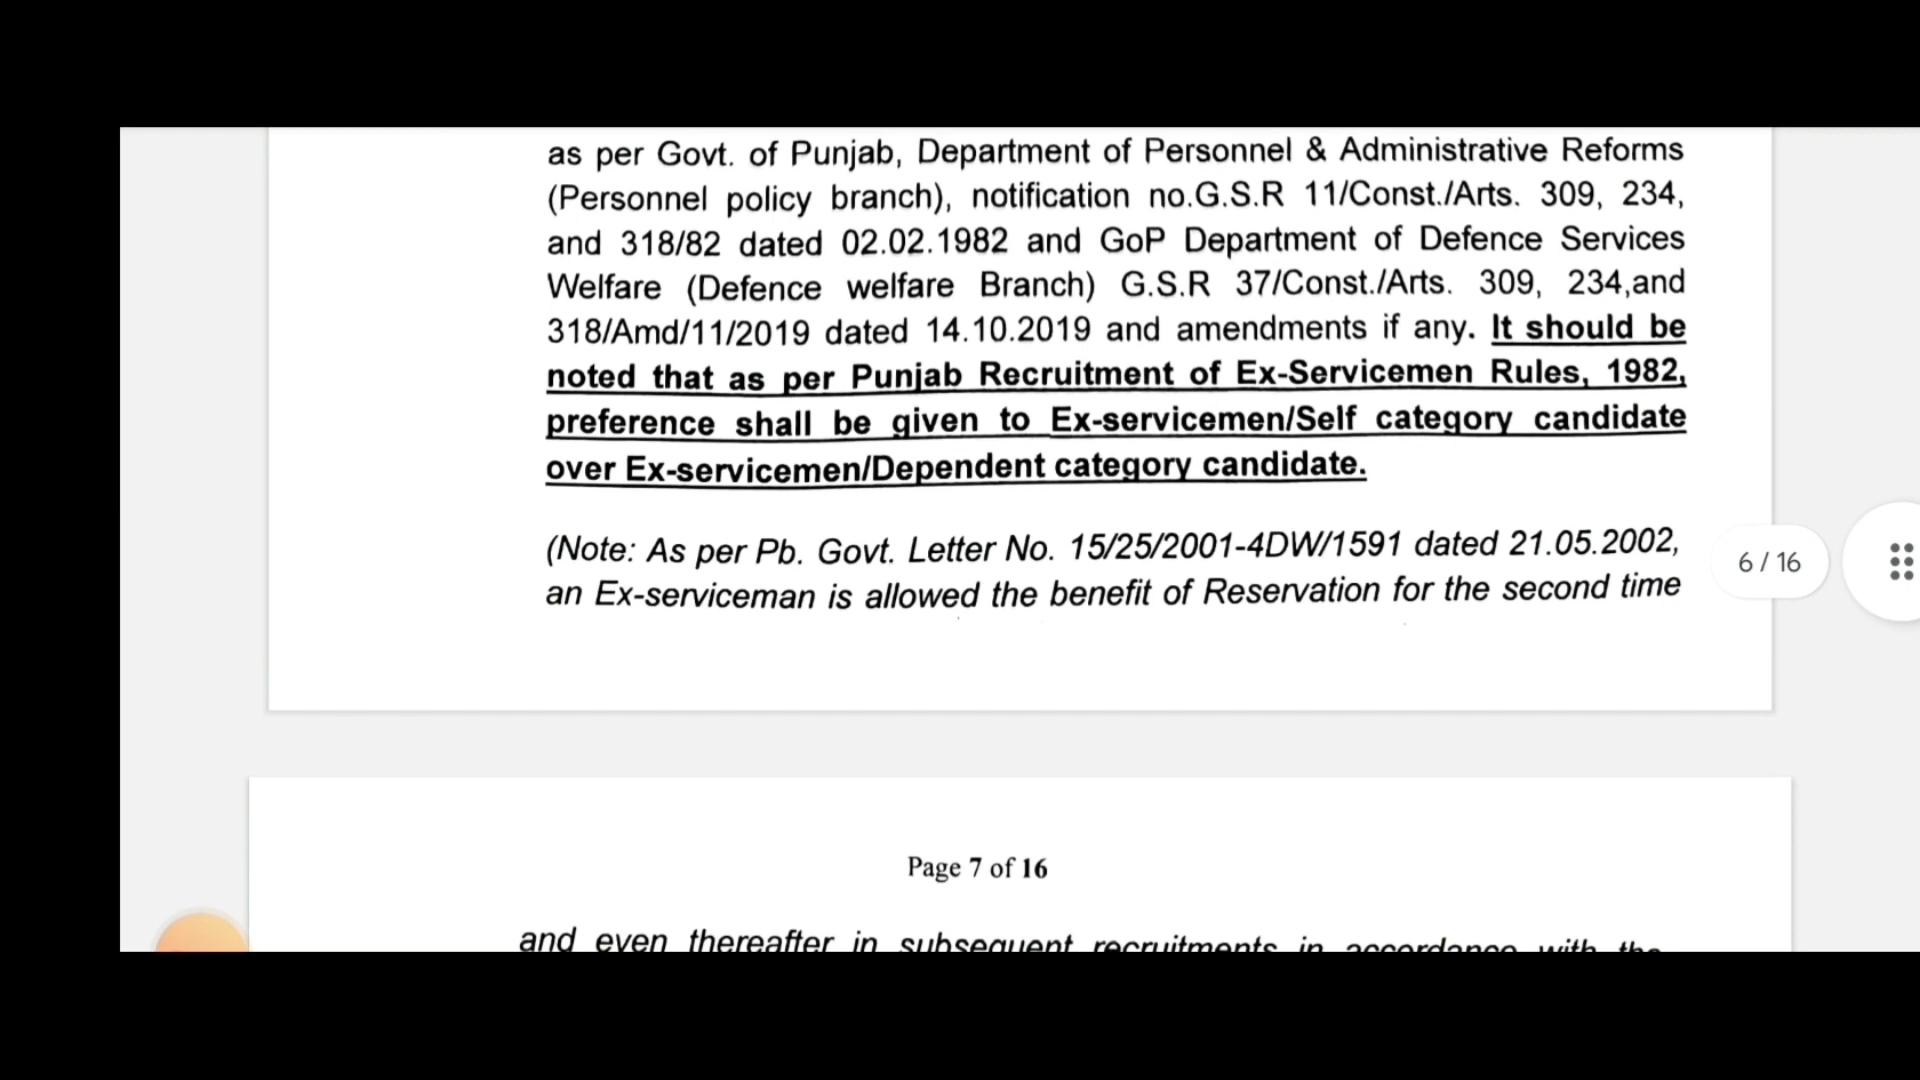 as per Govt. of Punjab, Department of Personnel & Administrative Reforms
(Personnel policy branch), notification no.G.S.R 11/Const./Arts. 309, 234,
and 318/82 dated 02.02.1982 and GoP Department of Defence Services
Welfare (Defence welfare Branch) G.S.R 37/Const./Arts. 309, 234,and
318/Amd/11/2019 dated 14.10.2019 and amendments if any. It should be
noted that as per Punjab Recruitment of Ex-Servicemen Rules, 1982,
preference shall be given to Ex-servicemen/Self category candidate
over Ex-servicemen/Dependent category candidate.
(Note: As per Pb. Govt. Letter No. 15/25/2001-4DW/1591 dated 21.05.2002,
an Ex-serviceman is allowed the benefit of Reservation for the second time
6 / 16
Page 7 of 16
and even thereafter in subsequent recruitments in accordance with the